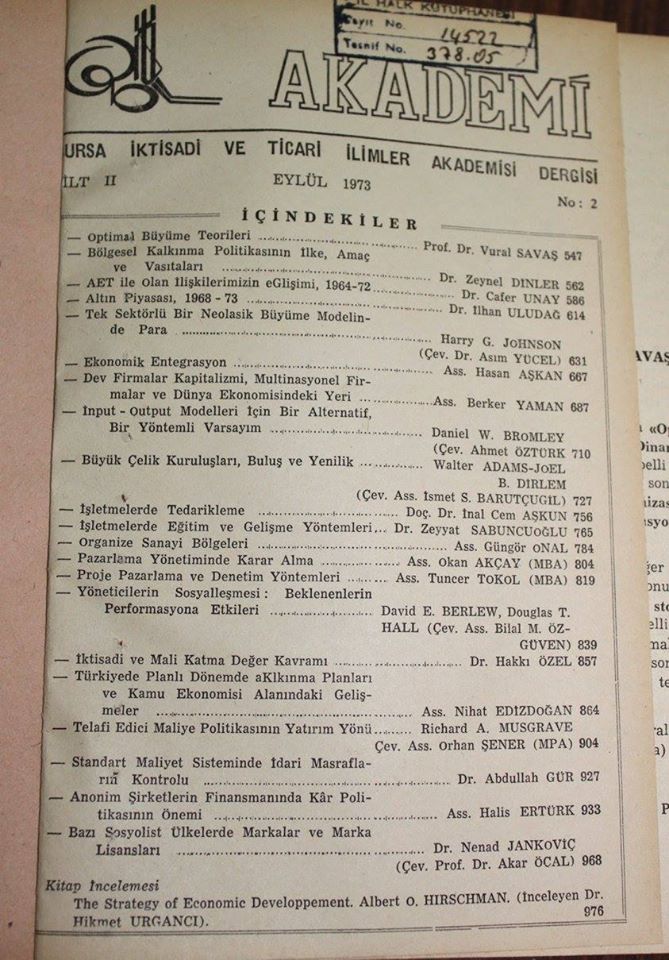 İL HALK KÜTÜPHANESİ
Sayıt No. 14522
Tasnif No. 378.05
AKADEMİ
URSA İKTİSADİ VE TİCARİ İLİMLER AKADEMİSİ DERGİSİ
İLT II EYLÜL 1973 No: 2
İÇİNDEKİLER
— Optimal Büyüme Teorileri ........ Prof. Dr. Vural SAVAŞ 547
— Bölgesel Kalkınma Politikasının İlke, Amaç
ve Vasıtaları ........ Dr. Zeynel DİNLER 562
— AET ile Olan İlişkilerimizin eGlişimi, 1964-72 ........ Dr. Cafer UNAY 586
— Altın Piyasası, 1968 - 73 ........ Dr. İlhan ULUDAĞ 614
— Tek Sektörlü Bir Neolasik Büyüme Modelin-
de Para ........ Harry G. JOHNSON
(Çev. Dr. Asım YÜCEL) 631
— Ekonomik Entegrasyon ........ Ass. Hasan AŞKAN 667
— Dev Firmalar Kapitalizmi, Multinasyonel Fir-
malar ve Dünya Ekonomisindeki Yeri ........ Ass. Berker YAMAN 687
— İnput - Output Modelleri İçin Bir Alternatif,
Bir Yöntemli Varsayım ........ Daniel W. BROMLEY
(Çev. Ahmet ÖZTÜRK 710
— Büyük Çelik Kuruluşları, Buluş ve Yenilik ........ Walter ADAMS-JOEL
B. DİRLEM
(Çev. Ass. İsmet S. BARUTÇUGİL) 727
— İşletmelerde Tedarikleme ........ Doç. Dr. İnal Cem AŞKUN 756
— İşletmelerde Eğitim ve Gelişme Yöntemleri... Dr. Zeyyat SABUNCUOĞLU 765
— Organize Sanayi Bölgeleri ........ Ass. Güngör ONAL 784
— Pazarlama Yönetiminde Karar Alma ........ Ass. Okan AKÇAY (MBA) 804
— Proje Pazarlama ve Denetim Yöntemleri ........ Ass. Tuncer TOKOL (MBA) 819
— Yöneticilerin Sosyalleşmesi : Beklenenlerin
Performasyona Etkileri ........ David E. BERLEW, Douglas T.
HALL (Çev. Ass. Bilal M. ÖZ-
GÜVEN) 839
— İktisadi ve Mali Katma Değer Kavramı ........ Dr. Hakkı ÖZEL 857
— Türkiyede Planlı Dönemde aKlkınma Planları
ve Kamu Ekonomisi Alanındaki Geliş-
meler ........ Ass. Nihat EDİZDOĞAN 864
— Telafi Edici Maliye Politikasının Yatırım Yönü ........ Richard A. MUSGRAVE
Çev. Ass. Orhan ŞENER (MPA) 904
— Standart Maliyet Sisteminde İdari Masrafla-
rın Kontrolu ........ Dr. Abdullah GÜR 927
— Anonim Şirketlerin Finansmanında Kâr Poli-
tikasının Önemi ........ Ass. Halis ERTÜRK 933
— Bazı Sosyolist Ülkelerde Markalar ve Marka
Lisansları ........ Dr. Nenad JANKOVİÇ
(Çev. Prof. Dr. Akar ÖCAL) 968
Kitap İncelemesi
The Strategy of Economic Developpement. Albert O. HIRSCHMAN. (İnceleyen Dr.
Hikmet URGANCI). 976